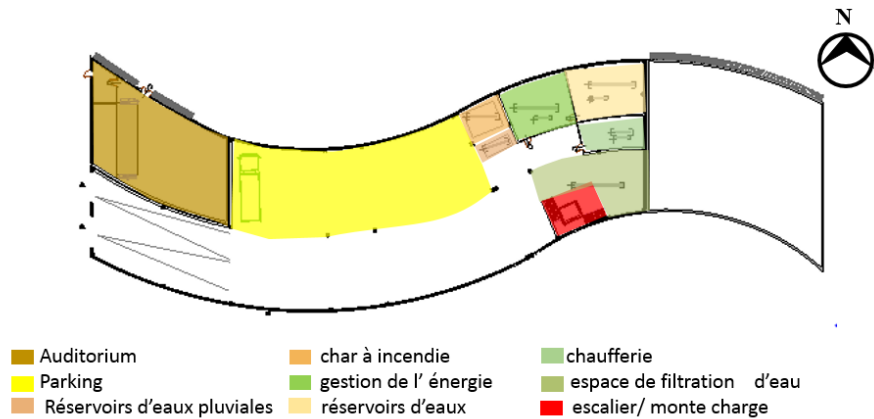 N
Auditorium
char à incendie
chaufferie
Parking
gestion de l' énergie
espace de filtration d'eau
Réservoirs d'eaux pluviales
réservoirs d'eaux
escalier/ monte charge